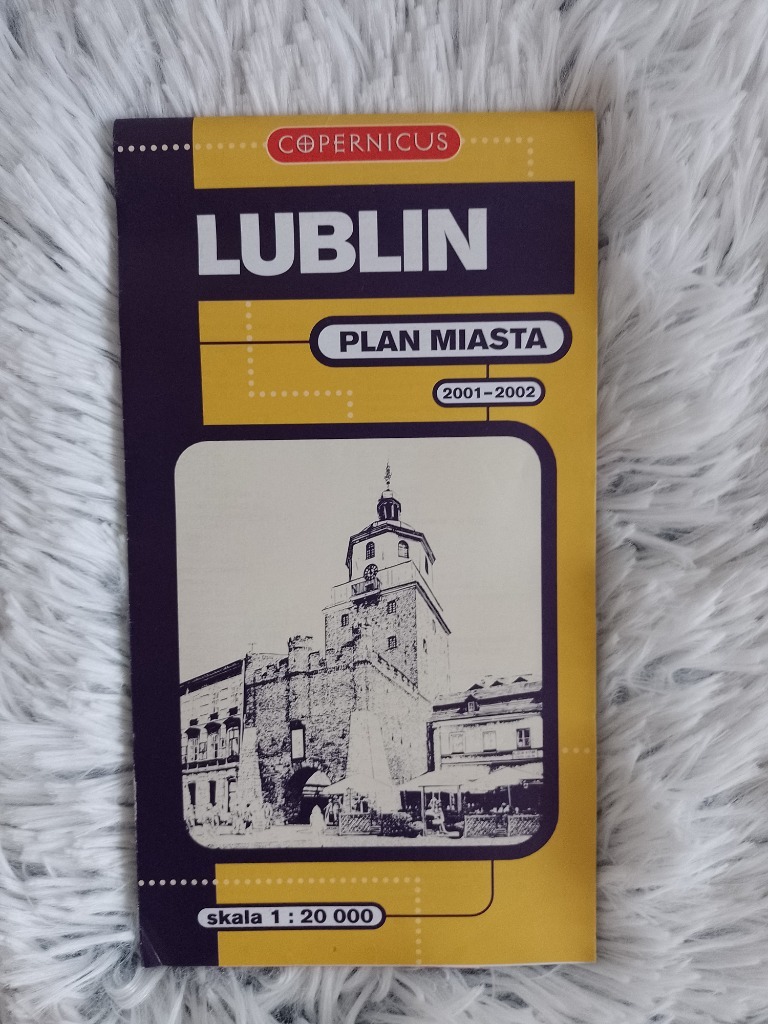 COPERNICUS
LUBLIN
PLAN MIASTA
2001–2002
skala 1 : 20 000